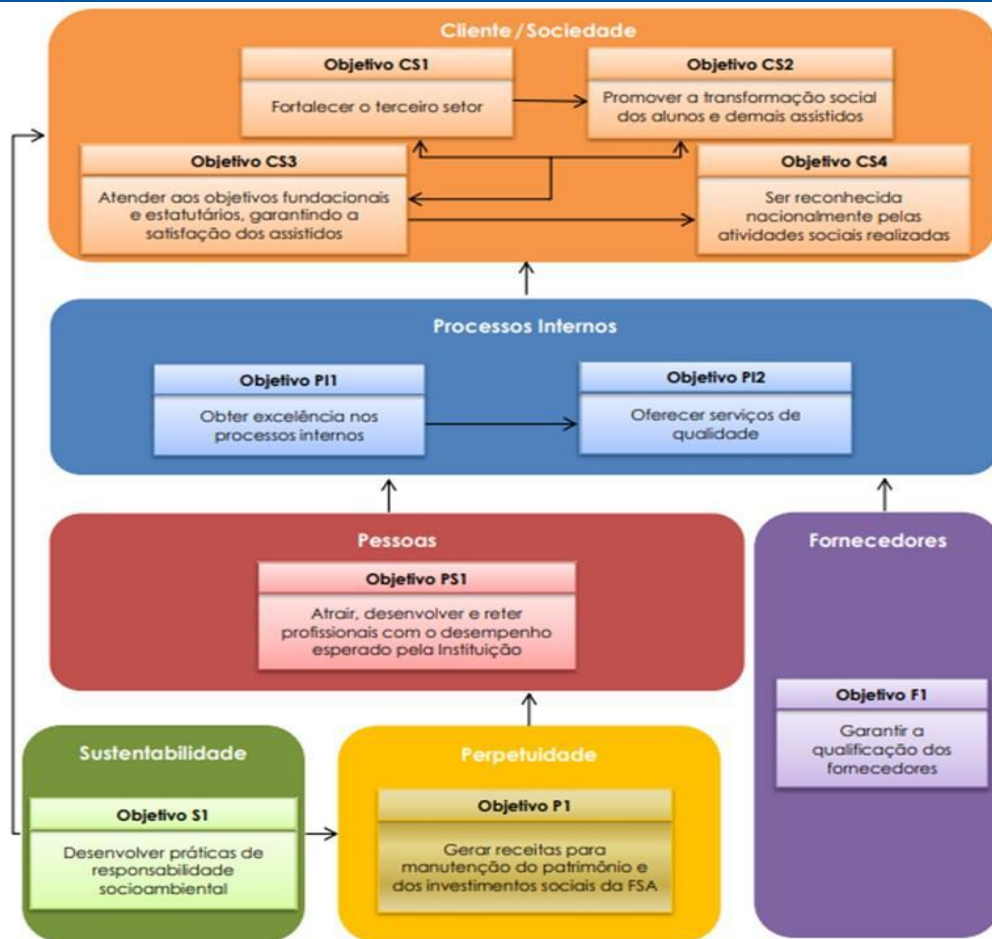 Cliente / Sociedade
Objetivo CS1
Fortalecer o terceiro setor
Objetivo CS2
Promover a transformação social
dos alunos e demais assistidos
Objetivo CS3
Atender aos objetivos fundacionais
e estatutários, garantindo a
satisfação dos assistidos
Objetivo CS4
Ser reconhecida
nacionalmente pelas
atividades sociais realizadas
Processos Internos
Objetivo PI1
Obter excelência nos
processos internos
Objetivo PI2
Oferecer serviços de
qualidade
Pessoas
Objetivo PS1
Atrair, desenvolver e reter
profissionais com o desempenho
esperado pela Instituição
Fornecedores
Objetivo F1
Garantir a
qualificação dos
fornecedores
Sustentabilidade
Objetivo S1
Desenvolver práticas de
responsabilidade
socioambiental
Perpetuidade
Objetivo P1
Gerar receitas para
manutenção do patrimônio e
dos investimentos sociais da FSA